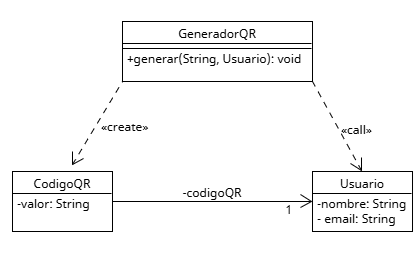 GeneradorQR
+generar(String, Usuario): void
«create»
«call»
CodigoQR
-valor: String
-codigoQR
1
Usuario
-nombre: String
- email: String